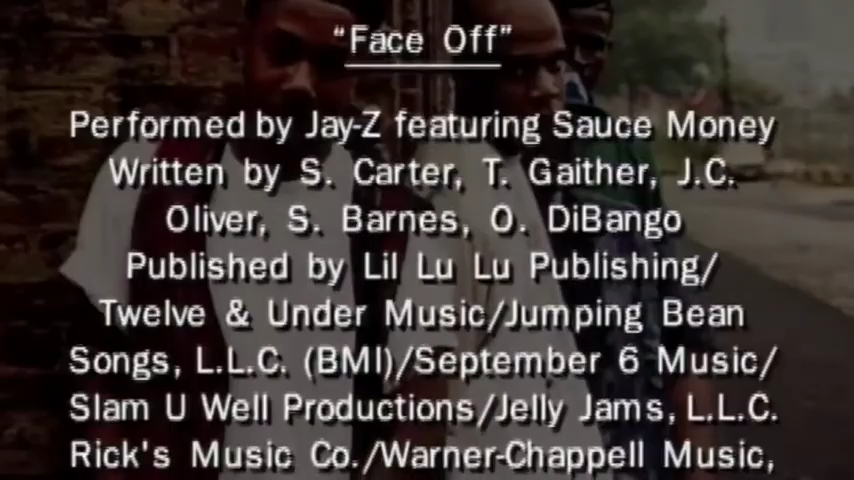 "Face Off"
Performed by Jay-Z featuring Sauce Money
Written by S. Carter, T. Gaither, J.C.
Oliver, S. Barnes, O. DiBango
Published by Lil Lu Lu Publishing/
Twelve & Under Music/Jumping Bean
Songs, L.L.C. (BMI)/September 6 Music/
Slam U Well Productions/Jelly Jams, L.L.C.
Rick's Music Co./Warner-Chappell Music,